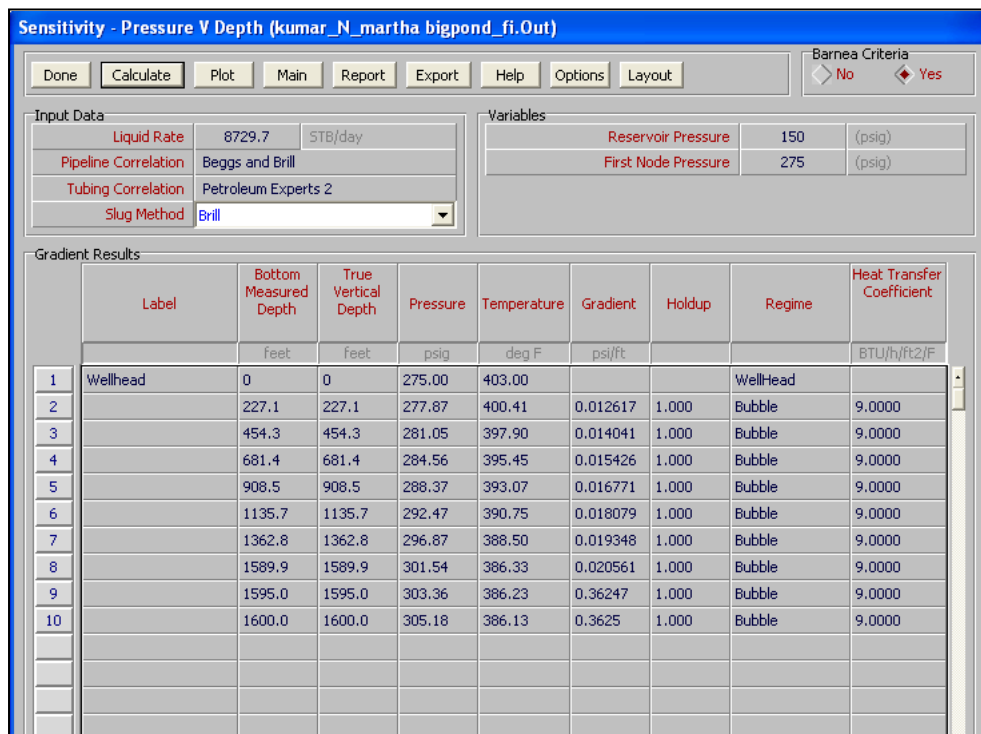 Sensitivity - Pressure V Depth (kumar_N_martha bigpond_fi.Out)
Done Calculate Plot Main Report Export Help Options Layout
Barnea Criteria
No Yes
Input Data
Liquid Rate 8729.7 STB/day
Pipeline Correlation Beggs and Brill
Tubing Correlation Petroleum Experts 2
Slug Method Brill
Variables
Reservoir Pressure 150 (psig)
First Node Pressure 275 (psig)
Gradient Results
Label Bottom Measured Depth True Vertical Depth Pressure Temperature Gradient Holdup Regime Heat Transfer Coefficient
feet feet psig deg F psi/ft BTU/h/ft2/F
1 Wellhead 0 0 275.00 403.00 WellHead
2 227.1 227.1 277.87 400.41 0.012617 1.000 Bubble 9.0000
3 454.3 454.3 281.05 397.90 0.014041 1.000 Bubble 9.0000
4 681.4 681.4 284.56 395.45 0.015426 1.000 Bubble 9.0000
5 908.5 908.5 288.37 393.07 0.016771 1.000 Bubble 9.0000
6 1135.7 1135.7 292.47 390.75 0.018079 1.000 Bubble 9.0000
7 1362.8 1362.8 296.87 388.50 0.019348 1.000 Bubble 9.0000
8 1589.9 1589.9 301.54 386.33 0.020561 1.000 Bubble 9.0000
9 1595.0 1595.0 303.36 386.23 0.36247 1.000 Bubble 9.0000
10 1600.0 1600.0 305.18 386.13 0.3625 1.000 Bubble 9.0000